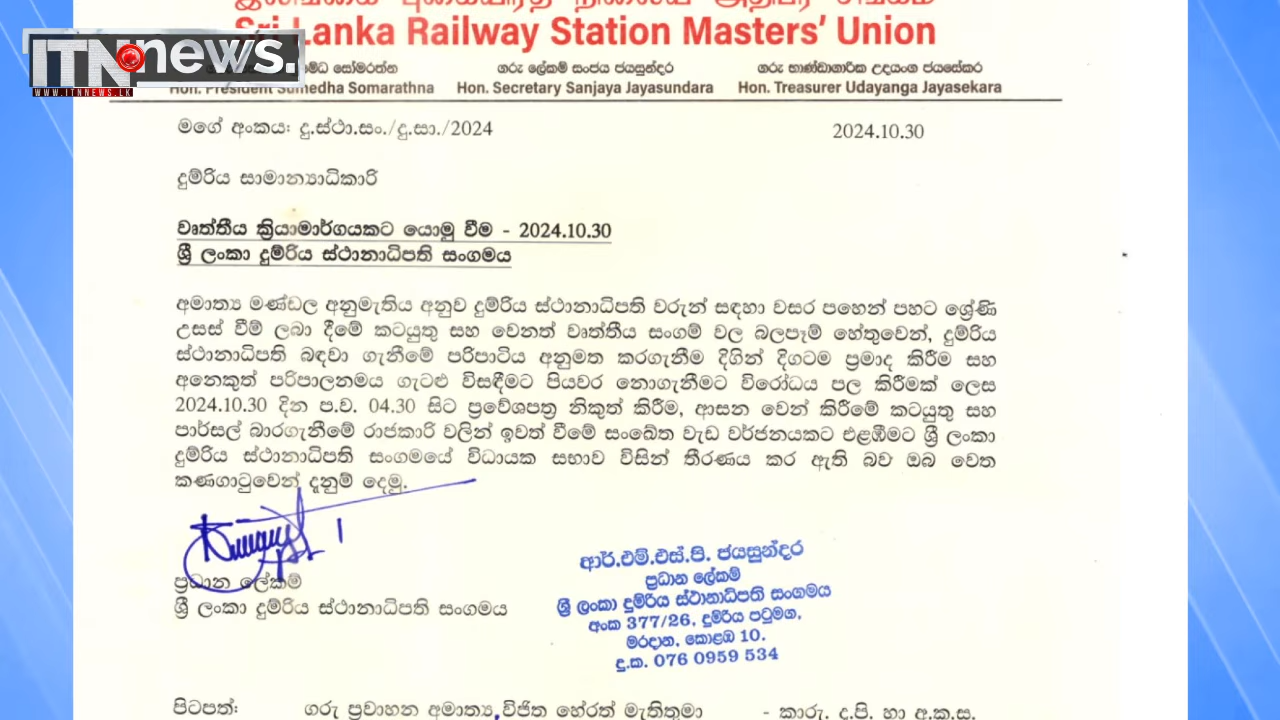 Sri Lanka Railway Station Masters' Union
ITN news.
WWW.ITNNEWS.LK
සෝමරත්න ගරු ලේකම් සංජය ජයසුන්දර ගරු භාණ්ඩාගාරික උදයංග ජයසේකර
Hon. President Sumedha Somarathna Hon. Secretary Sanjaya Jayasundara Hon. Treasurer Udayanga Jayasekara
මගේ අංකය: දු.ස්ථා.සං./දු.සා./2024 2024.10.30
දුම්රිය සාමාන්‍යාධිකාරි
වෘත්තීය ක්‍රියාමාර්ගයකට යොමු වීම - 2024.10.30
ශ්‍රී ලංකා දුම්රිය ස්ථානාධිපති සංගමය
අමාත්‍ය මණ්ඩල අනුමැතිය අනුව දුම්රිය ස්ථානාධිපති වරුන් සඳහා වසර පහෙන් පහට ශ්‍රේණි
උසස් වීම් ලබා දීමේ කටයුතු සහ වෙනත් වෘත්තීය සංගම් වල බලපෑම් හේතුවෙන්, දුම්රිය
ස්ථානාධිපති බඳවා ගැනීමේ පරිපාටිය අනුමත කරගැනීම දිගින් දිගටම ප්‍රමාද කිරීම සහ
අනෙකුත් පරිපාලනමය ගැටළු විසඳීමට පියවර නොගැනීමට විරෝධය පල කිරීමක් ලෙස
2024.10.30 දින ප.ව. 04.30 සිට ප්‍රවේශපත්‍ර නිකුත් කිරීම, ආසන වෙන් කිරීමේ කටයුතු සහ
පාර්සල් බාරගැනීමේ රාජකාරි වලින් ඉවත් වීමේ සංඛේත වැඩ වර්ජනයකට එළඹීමට ශ්‍රී ලංකා
දුම්රිය ස්ථානාධිපති සංගමයේ විධායක සභාව විසින් තීරණය කර ඇති බව ඔබ වෙත
කණගාටුවෙන් දැනුම් දෙමු.
ප්‍රධාන ලේකම්
ශ්‍රී ලංකා දුම්රිය ස්ථානාධිපති සංගමය
ආර්.එම්.එස්.පී. ජයසුන්දර
ප්‍රධාන ලේකම්
ශ්‍රී ලංකා දුම්රිය ස්ථානාධිපති සංගමය
අංක 377/26, දුම්රිය පටුමග,
මරදාන, කොළඹ 10.
දු.ක. 076 0959 534
පිටපත්: ගරු ප්‍රවාහන අමාත්‍ය, විජිත හේරත් මැතිතුමා - කාරු. ද.පි. හා අ.ක.ස.